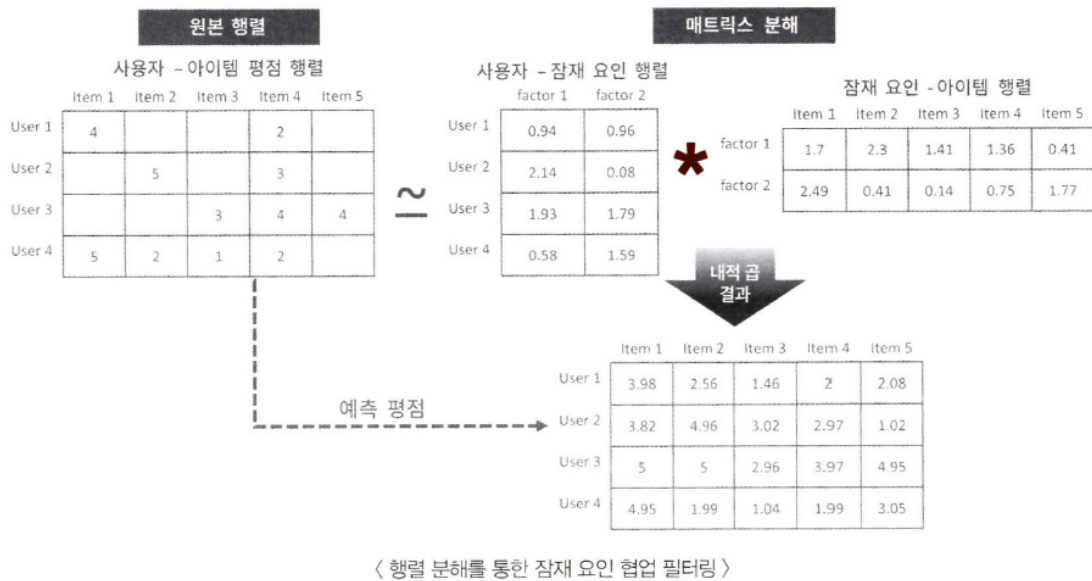 원본 행렬
매트릭스 분해
사용자 – 아이템 평점 행렬
Item 1 Item 2 Item 3 Item 4 Item 5
User 1 4 2
User 2 5 3
User 3 3 4 4
User 4 5 2 1 2
~
사용자 – 잠재 요인 행렬
factor 1 factor 2
User 1 0.94 0.96
User 2 2.14 0.08
User 3 1.93 1.79
User 4 0.58 1.59
*
잠재 요인 - 아이템 행렬
Item 1 Item 2 Item 3 Item 4 Item 5
factor 1 1.7 2.3 1.41 1.36 0.41
factor 2 2.49 0.41 0.14 0.75 1.77
내적 곱
결과
예측 평점
Item 1 Item 2 Item 3 Item 4 Item 5
User 1 3.98 2.56 1.46 2 2.08
User 2 3.82 4.96 3.02 2.97 1.02
User 3 5 5 2.96 3.97 4.95
User 4 4.95 1.99 1.04 1.99 3.05
〈 행렬 분해를 통한 잠재 요인 협업 필터링 〉